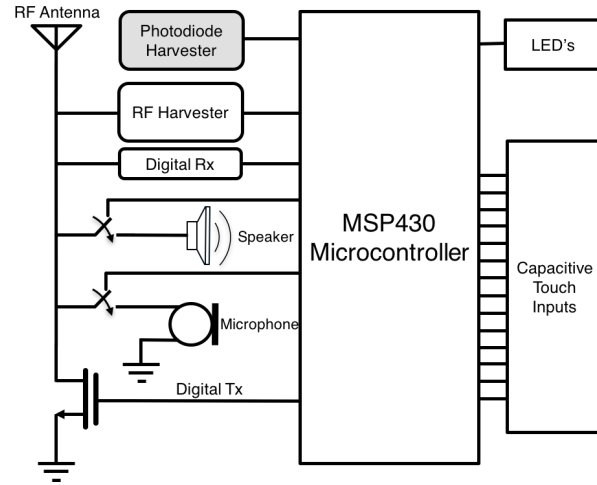 RF Antenna
Photodiode
Harvester
LED's
RF Harvester
Digital Rx
MSP430
Microcontroller
Speaker
Capacitive
Touch
Inputs
Microphone
Digital Tx